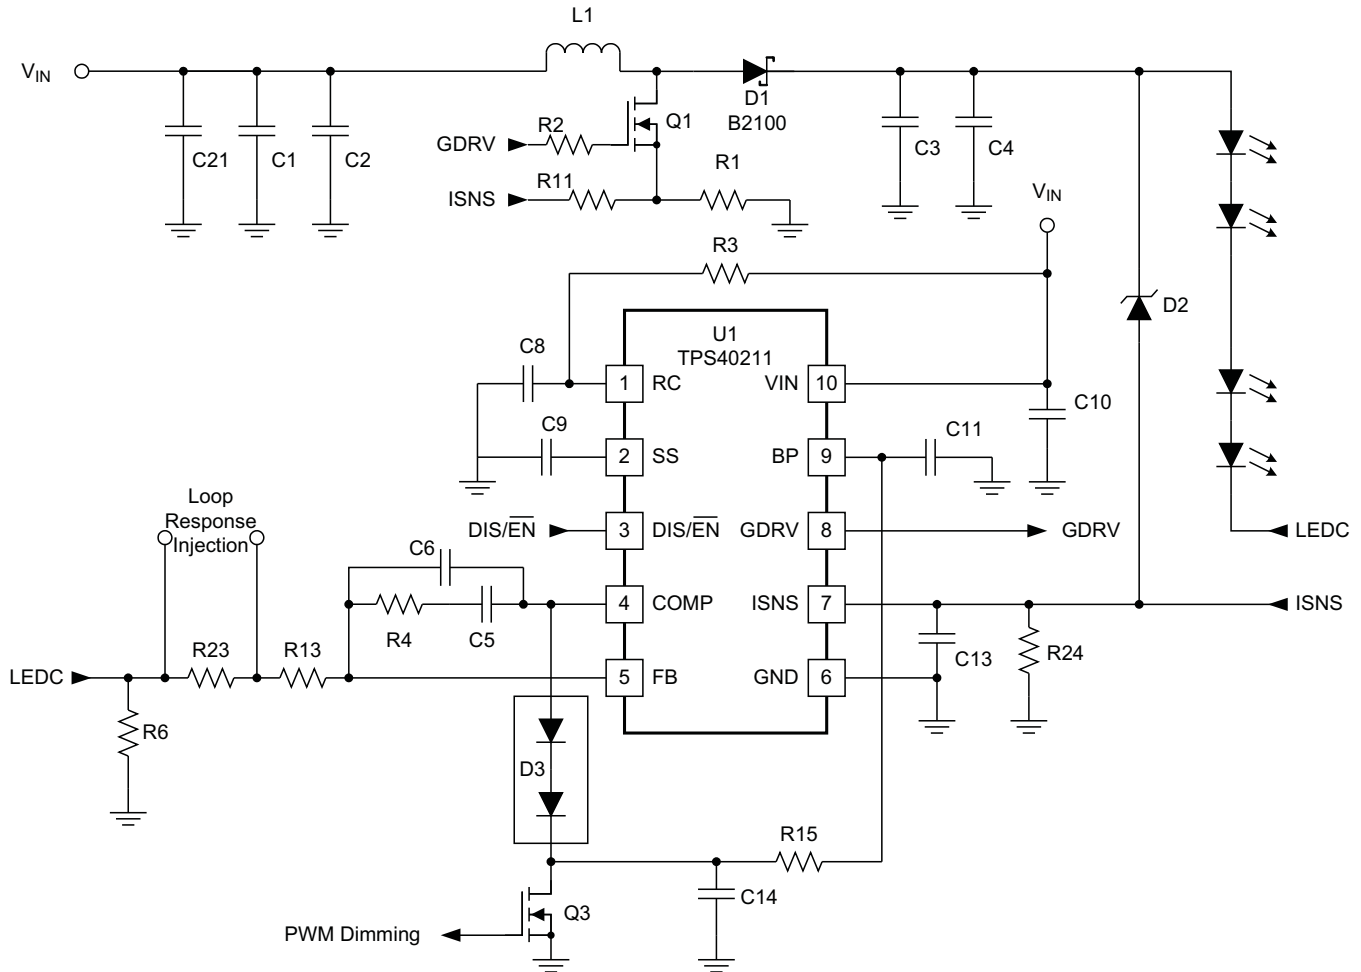 L1
VIN
D1
B2100
C21
C1
C2
GDRV
R2
Q1
ISNS
R11
R1
C3
C4
VIN
R3
D2
U1
TPS40211
C8
1 RC
VIN 10
C10
C9
2 SS
BP 9
C11
Loop
Response
Injection
DIS/EN
3 DIS/EN
GDRV 8
GDRV
LEDC
C6
R4
C5
4 COMP
ISNS 7
ISNS
LEDC
R23
R13
5 FB
GND 6
C13
R24
R6
D3
R15
C14
Q3
PWM Dimming